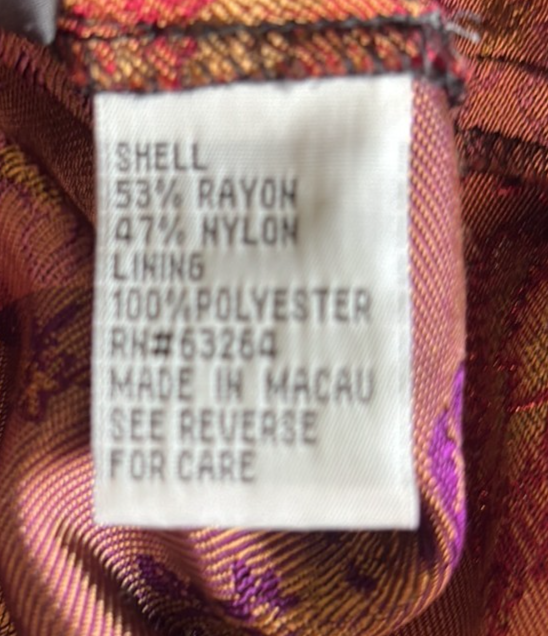 SHELL
53% RAYON
47% NYLON
LINING
100%POLYESTER
RN#63264
MADE IN MACAU
SEE REVERSE
FOR CARE